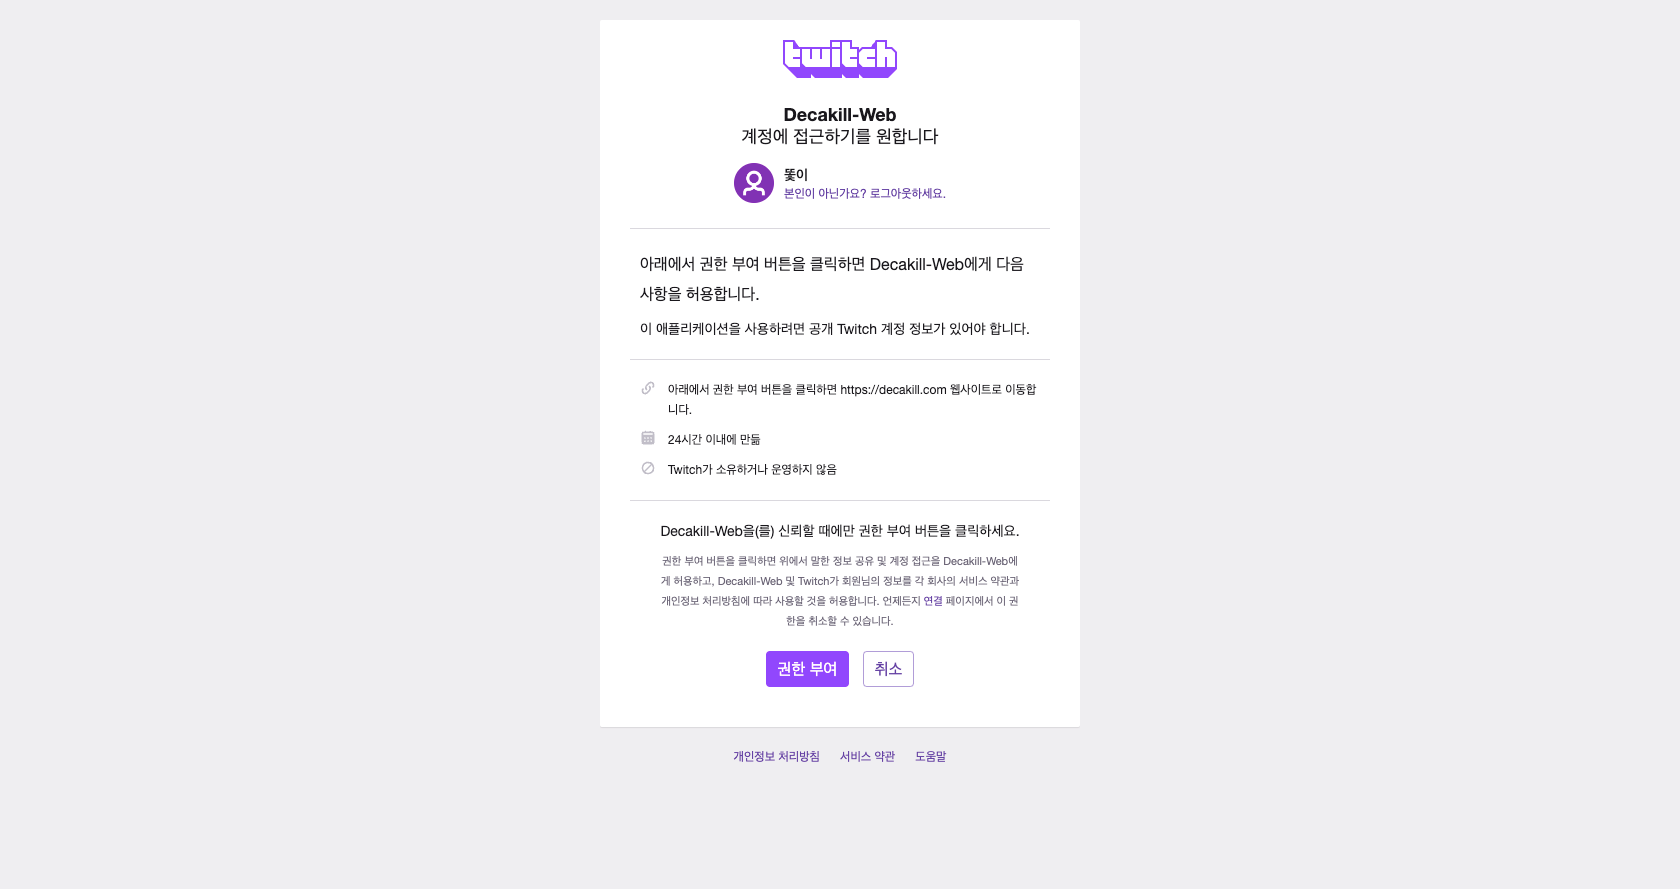 twitch
Decakill-Web
계정에 접근하기를 원합니다
똧이
본인이 아닌가요? 로그아웃하세요.
아래에서 권한 부여 버튼을 클릭하면 Decakill-Web에게 다음
사항을 허용합니다.
이 애플리케이션을 사용하려면 공개 Twitch 계정 정보가 있어야 합니다.
아래에서 권한 부여 버튼을 클릭하면 https://decakill.com 웹사이트로 이동합
니다.
24시간 이내에 만듦
Twitch가 소유하거나 운영하지 않음
Decakill-Web을(를) 신뢰할 때에만 권한 부여 버튼을 클릭하세요.
권한 부여 버튼을 클릭하면 위에서 말한 정보 공유 및 계정 접근을 Decakill-Web에
게 허용하고, Decakill-Web 및 Twitch가 회원님의 정보를 각 회사의 서비스 약관과
개인정보 처리방침에 따라 사용할 것을 허용합니다. 언제든지 연결 페이지에서 이 권
한을 취소할 수 있습니다.
권한 부여 취소
개인정보 처리방침 서비스 약관 도움말